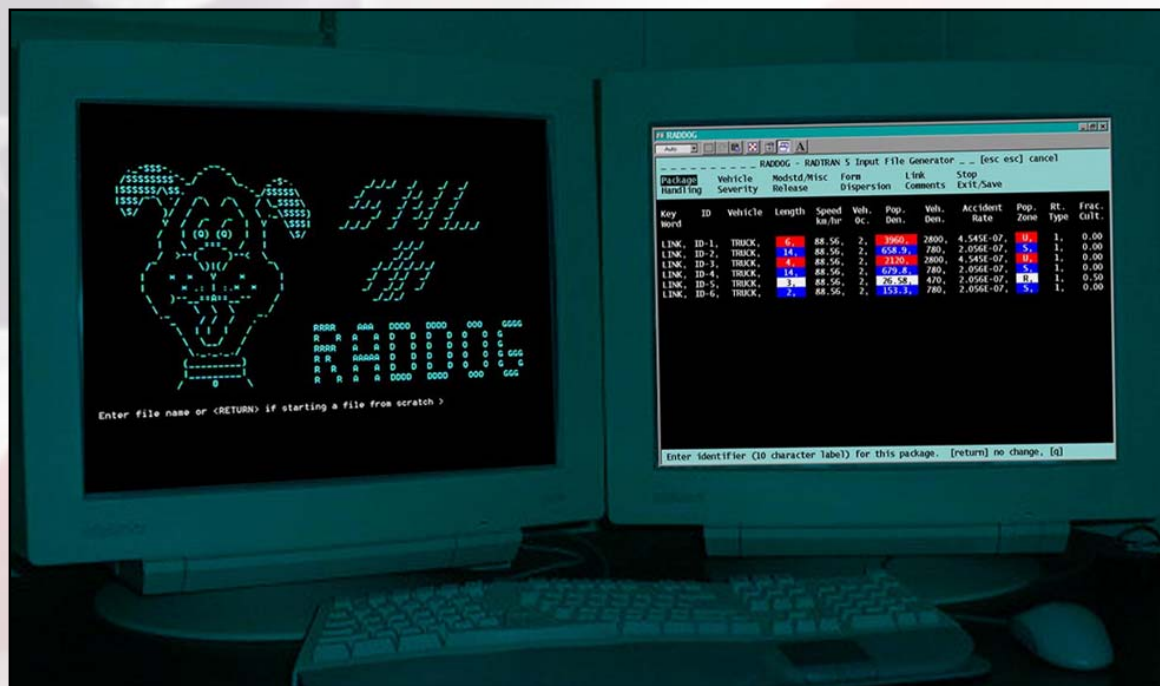 SNL
RADDOG
Enter file name or <RETURN> if starting a file from scratch >
RADDOG
Auto
A
RADDOG - RADTRAN 5 Input File Generator _ _ [esc esc] cancel
Package Vehicle Modstd/Misc Form Link Stop
Handling Severity Release Dispersion Comments Exit/Save
Key ID Vehicle Length Speed Veh. Pop. Veh. Accident Pop. Rt. Frac.
Word km/hr Oc. Den. Den. Rate Zone Type Cult.
LINK, ID-1, TRUCK, 6, 88.56, 2, 3960, 2800, 4.545E-07, U, 1, 0.00
LINK, ID-2, TRUCK, 14, 88.56, 2, 658.9, 780, 2.056E-07, S, 1, 0.00
LINK, ID-3, TRUCK, 4, 88.56, 2, 2120, 2800, 4.545E-07, U, 1, 0.00
LINK, ID-4, TRUCK, 14, 88.56, 2, 679.8, 780, 2.056E-07, S, 1, 0.00
LINK, ID-5, TRUCK, 3, 88.56, 2, 26.58, 470, 2.056E-07, R, 1, 0.50
LINK, ID-6, TRUCK, 2, 88.56, 2, 153.3, 780, 2.056E-07, S, 1, 0.00
Enter identifier (10 character label) for this package. [return] no change, [q]